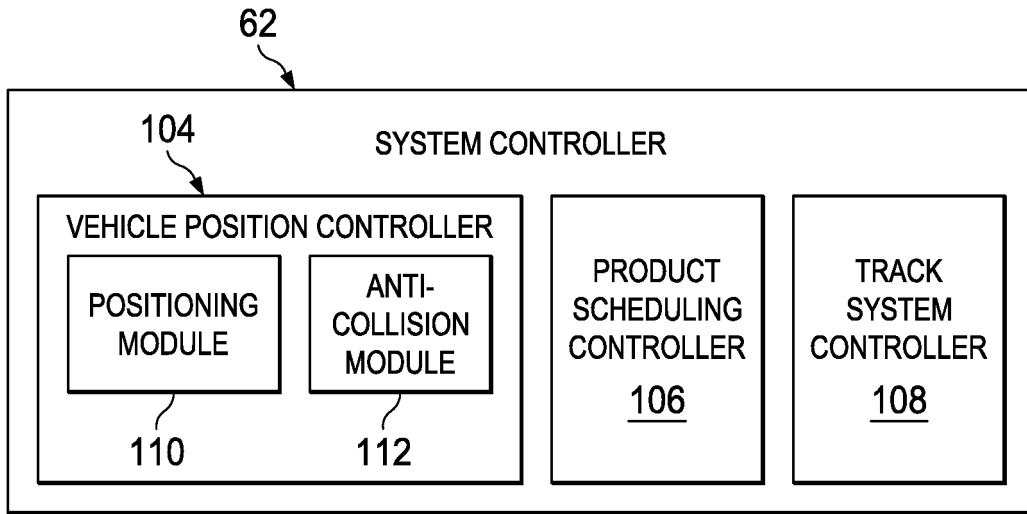 62
SYSTEM CONTROLLER
104
VEHICLE POSITION CONTROLLER
POSITIONING
MODULE
110
ANTI-
COLLISION
MODULE
112
PRODUCT
SCHEDULING
CONTROLLER
106
TRACK
SYSTEM
CONTROLLER
108